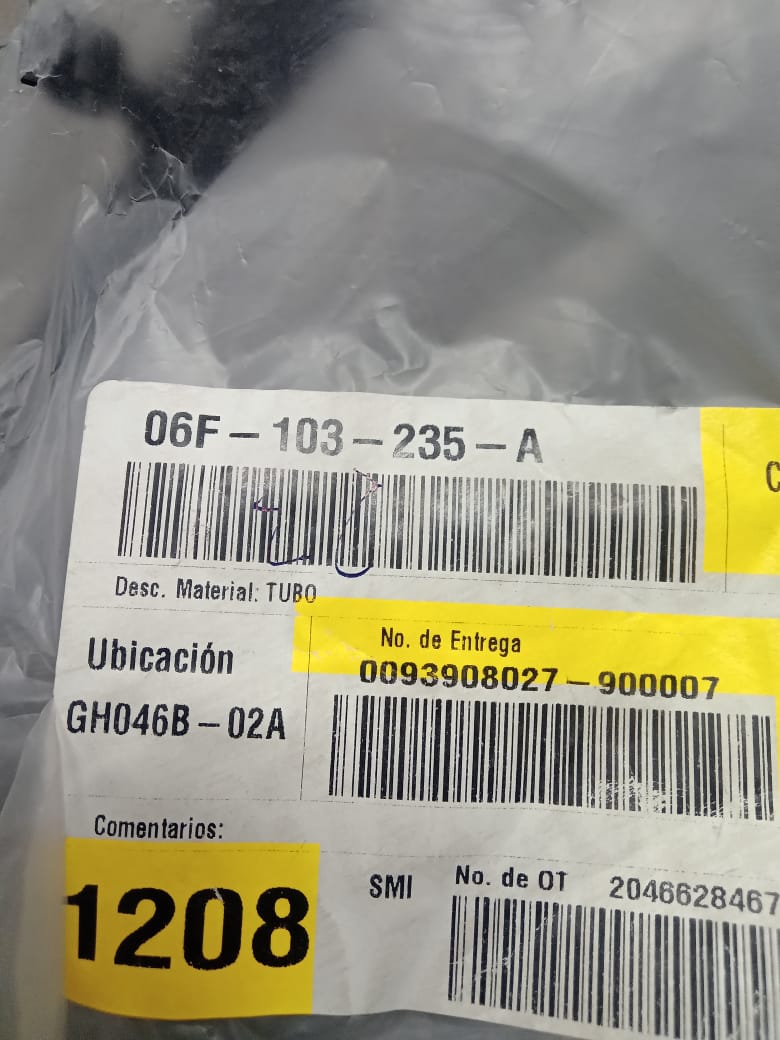 06F-103-235-A
C
Desc. Material: TUBO
No. de Entrega
0093908027-900007
Ubicación
GH046B-02A
Comentarios:
1208
SMI
No. de OT 2046628467